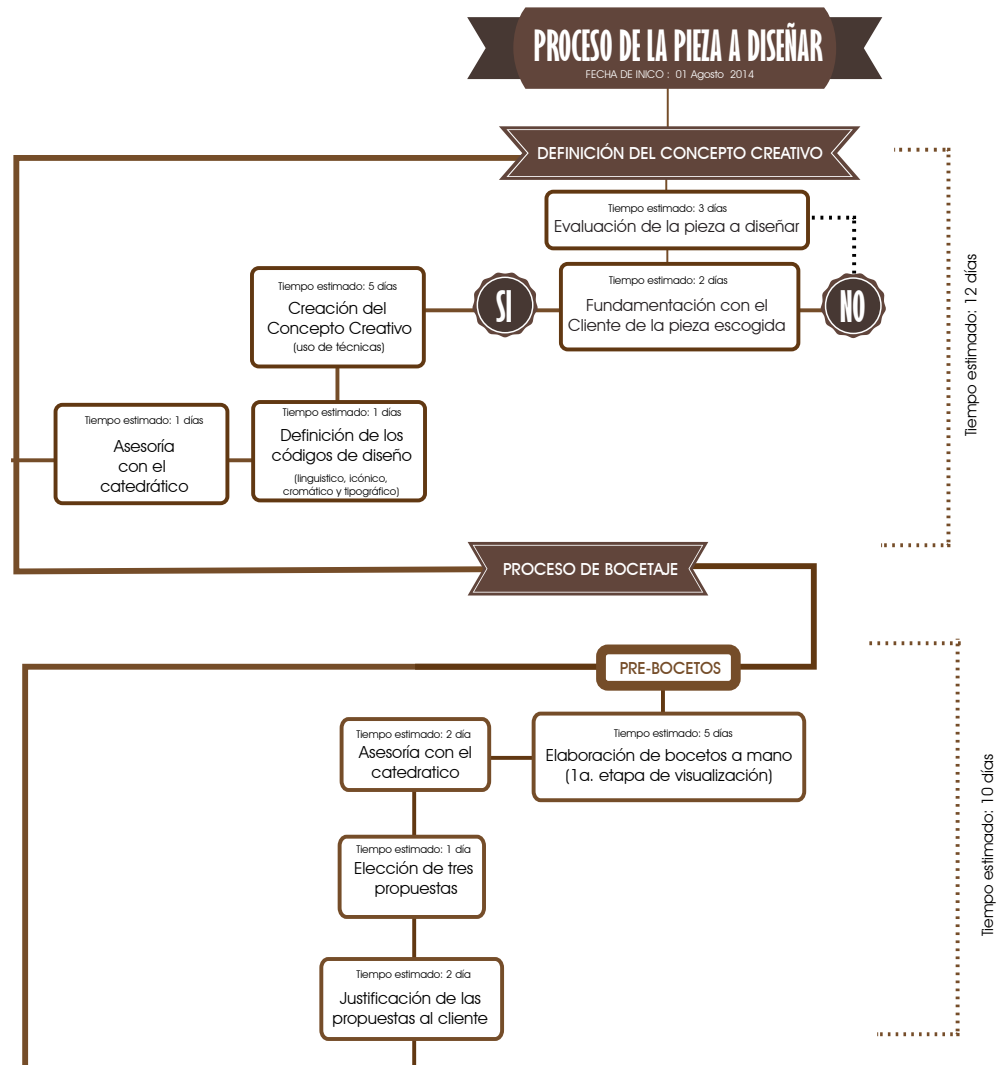 PROCESO DE LA PIEZA A DISEÑAR
FECHA DE INICO : 01 Agosto 2014
DEFINICIÓN DEL CONCEPTO CREATIVO
Tiempo estimado: 3 días
Evaluación de la pieza a diseñar
Tiempo estimado: 2 días
Fundamentación con el
Cliente de la pieza escogida
SI
NO
Tiempo estimado: 5 días
Creación del
Concepto Creativo
(uso de técnicas)
Tiempo estimado: 1 días
Definición de los
códigos de diseño
(linguistico, icónico,
cromático y tipográfico)
Tiempo estimado: 1 días
Asesoría
con el
catedrático
Tiempo estimado: 12 días
PROCESO DE BOCETAJE
PRE-BOCETOS
Tiempo estimado: 5 días
Elaboración de bocetos a mano
(1a. etapa de visualización)
Tiempo estimado: 2 día
Asesoría con el
catedratico
Tiempo estimado: 1 día
Elección de tres
propuestas
Tiempo estimado: 2 día
Justificación de las
propuestas al cliente
Tiempo estimado: 10 días